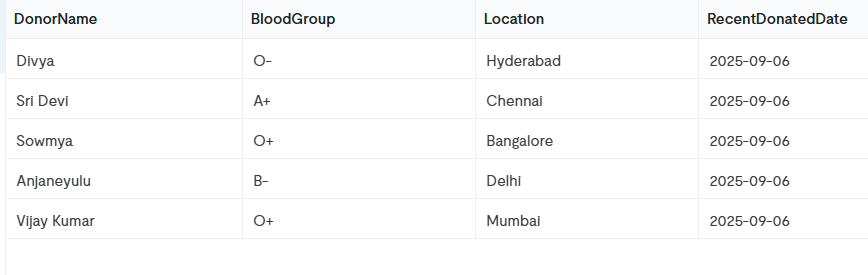 DonorName BloodGroup Location RecentDonatedDate
Divya O- Hyderabad 2025-09-06
Sri Devi A+ Chennai 2025-09-06
Sowmya O+ Bangalore 2025-09-06
Anjaneyulu B- Delhi 2025-09-06
Vijay Kumar O+ Mumbai 2025-09-06